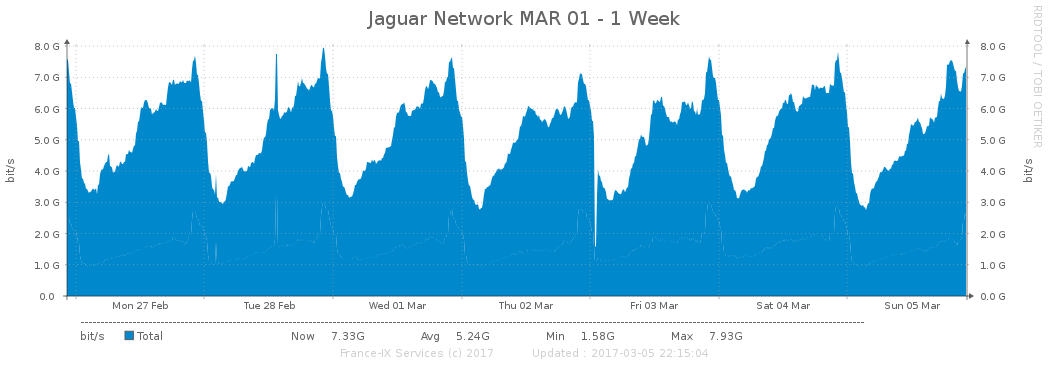 Jaguar Network MAR 01 - 1 Week
RRDTOOL / TOBI OETIKER
8.0 G 8.0 G
7.0 G 7.0 G
6.0 G 6.0 G
5.0 G 5.0 G
4.0 G 4.0 G
3.0 G 3.0 G
2.0 G 2.0 G
1.0 G 1.0 G
0.0 0.0 G
bit/s
bit/s
Mon 27 Feb Tue 28 Feb Wed 01 Mar Thu 02 Mar Fri 03 Mar Sat 04 Mar Sun 05 Mar
bit/s Total Now 7.33G Avg 5.24G Min 1.58G Max 7.93G
France-IX Services (c) 2017 Updated : 2017-03-05 22:15:04